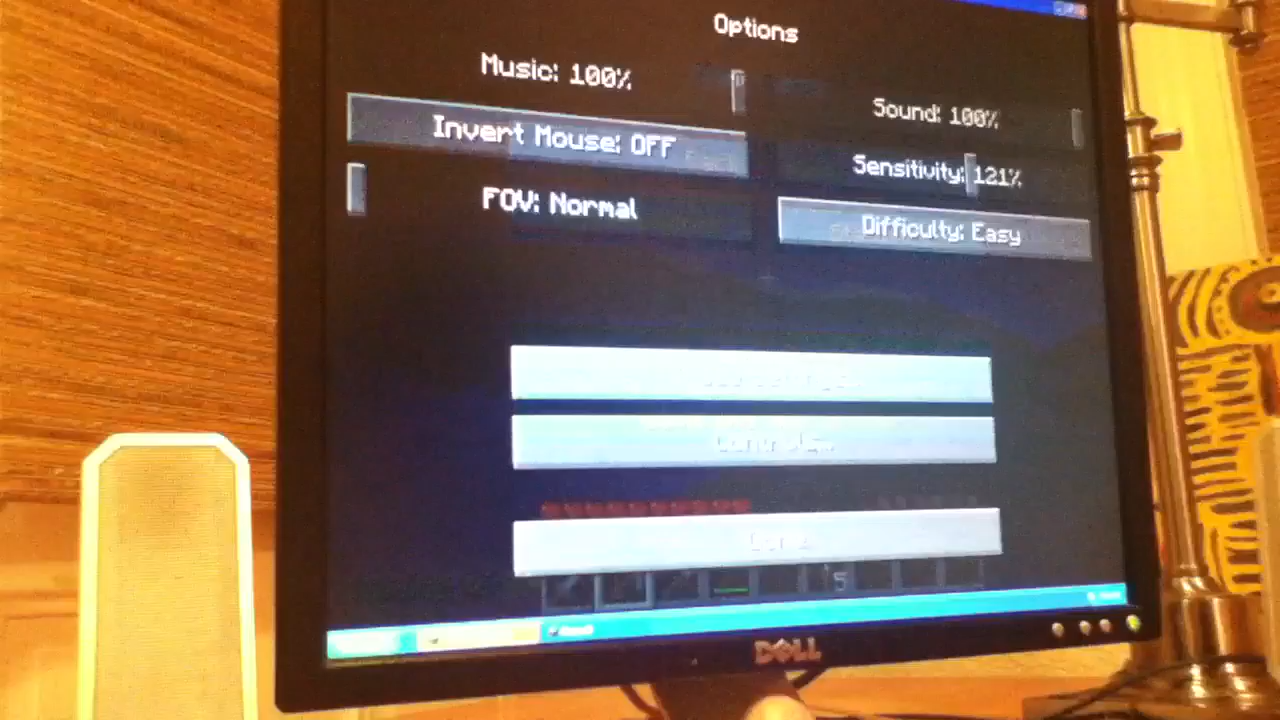 Options
Music: 100%
Sound: 100%
Invert Mouse: OFF
Sensitivity: 121%
FOV: Normal
Difficulty: Easy
5
DELL